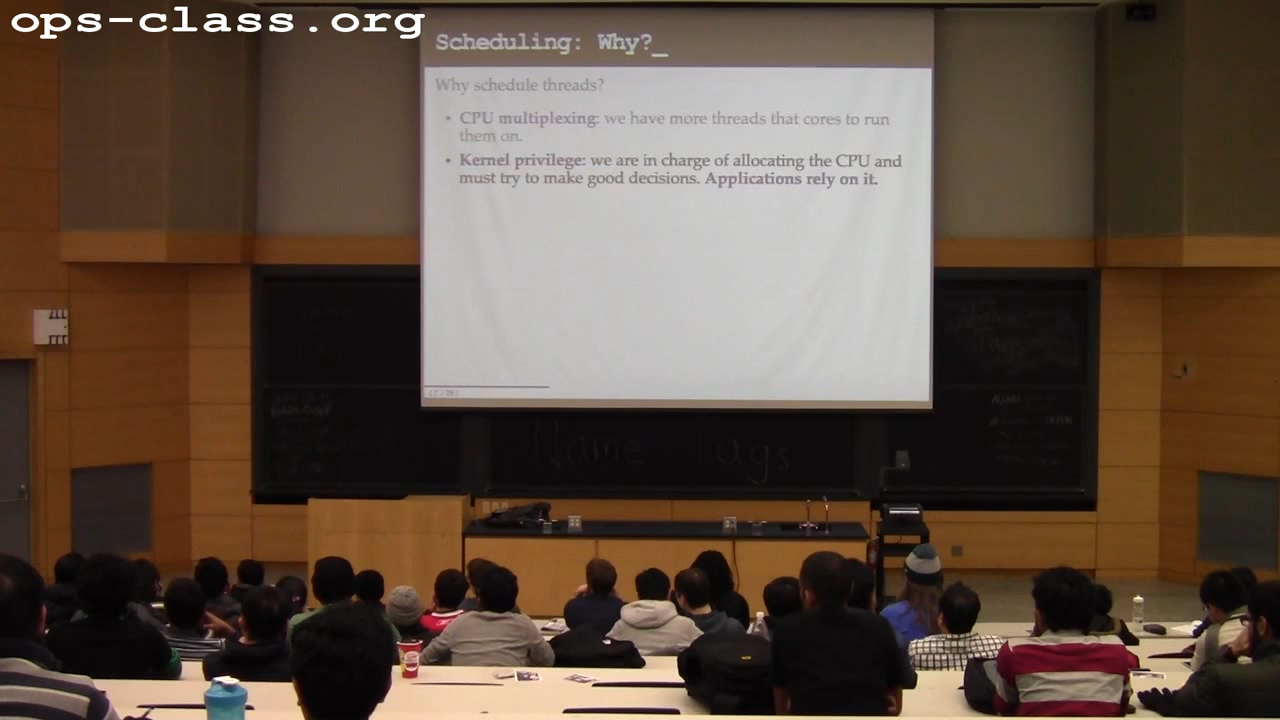 ops-class.org
Scheduling: Why?_
Why schedule threads?
• CPU multiplexing: we have more threads that cores to run
them on.
• Kernel privilege: we are in charge of allocating the CPU and
must try to make good decisions. Applications rely on it.
Name Tags